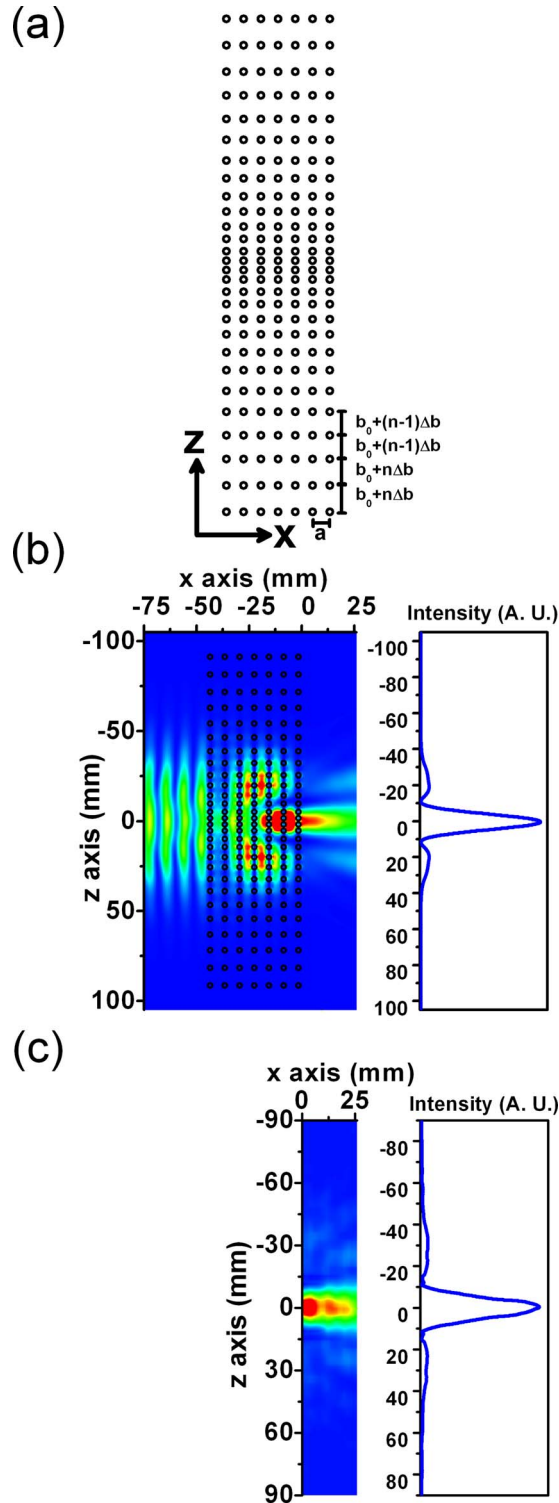 (a)
b₀+(n-1)Δb
b₀+(n-1)Δb
b₀+nΔb
b₀+nΔb
Z
X
a
(b)
x axis (mm)
-75 -50 -25 0 25
Intensity (A. U.)
z axis (mm)
-100
-50
0
50
100
-100
-80
-60
-40
-20
0
20
40
60
80
100
(c)
x axis (mm)
0 25
Intensity (A. U.)
z axis (mm)
-90
-60
-30
0
30
60
90
-80
-60
-40
-20
0
20
40
60
80